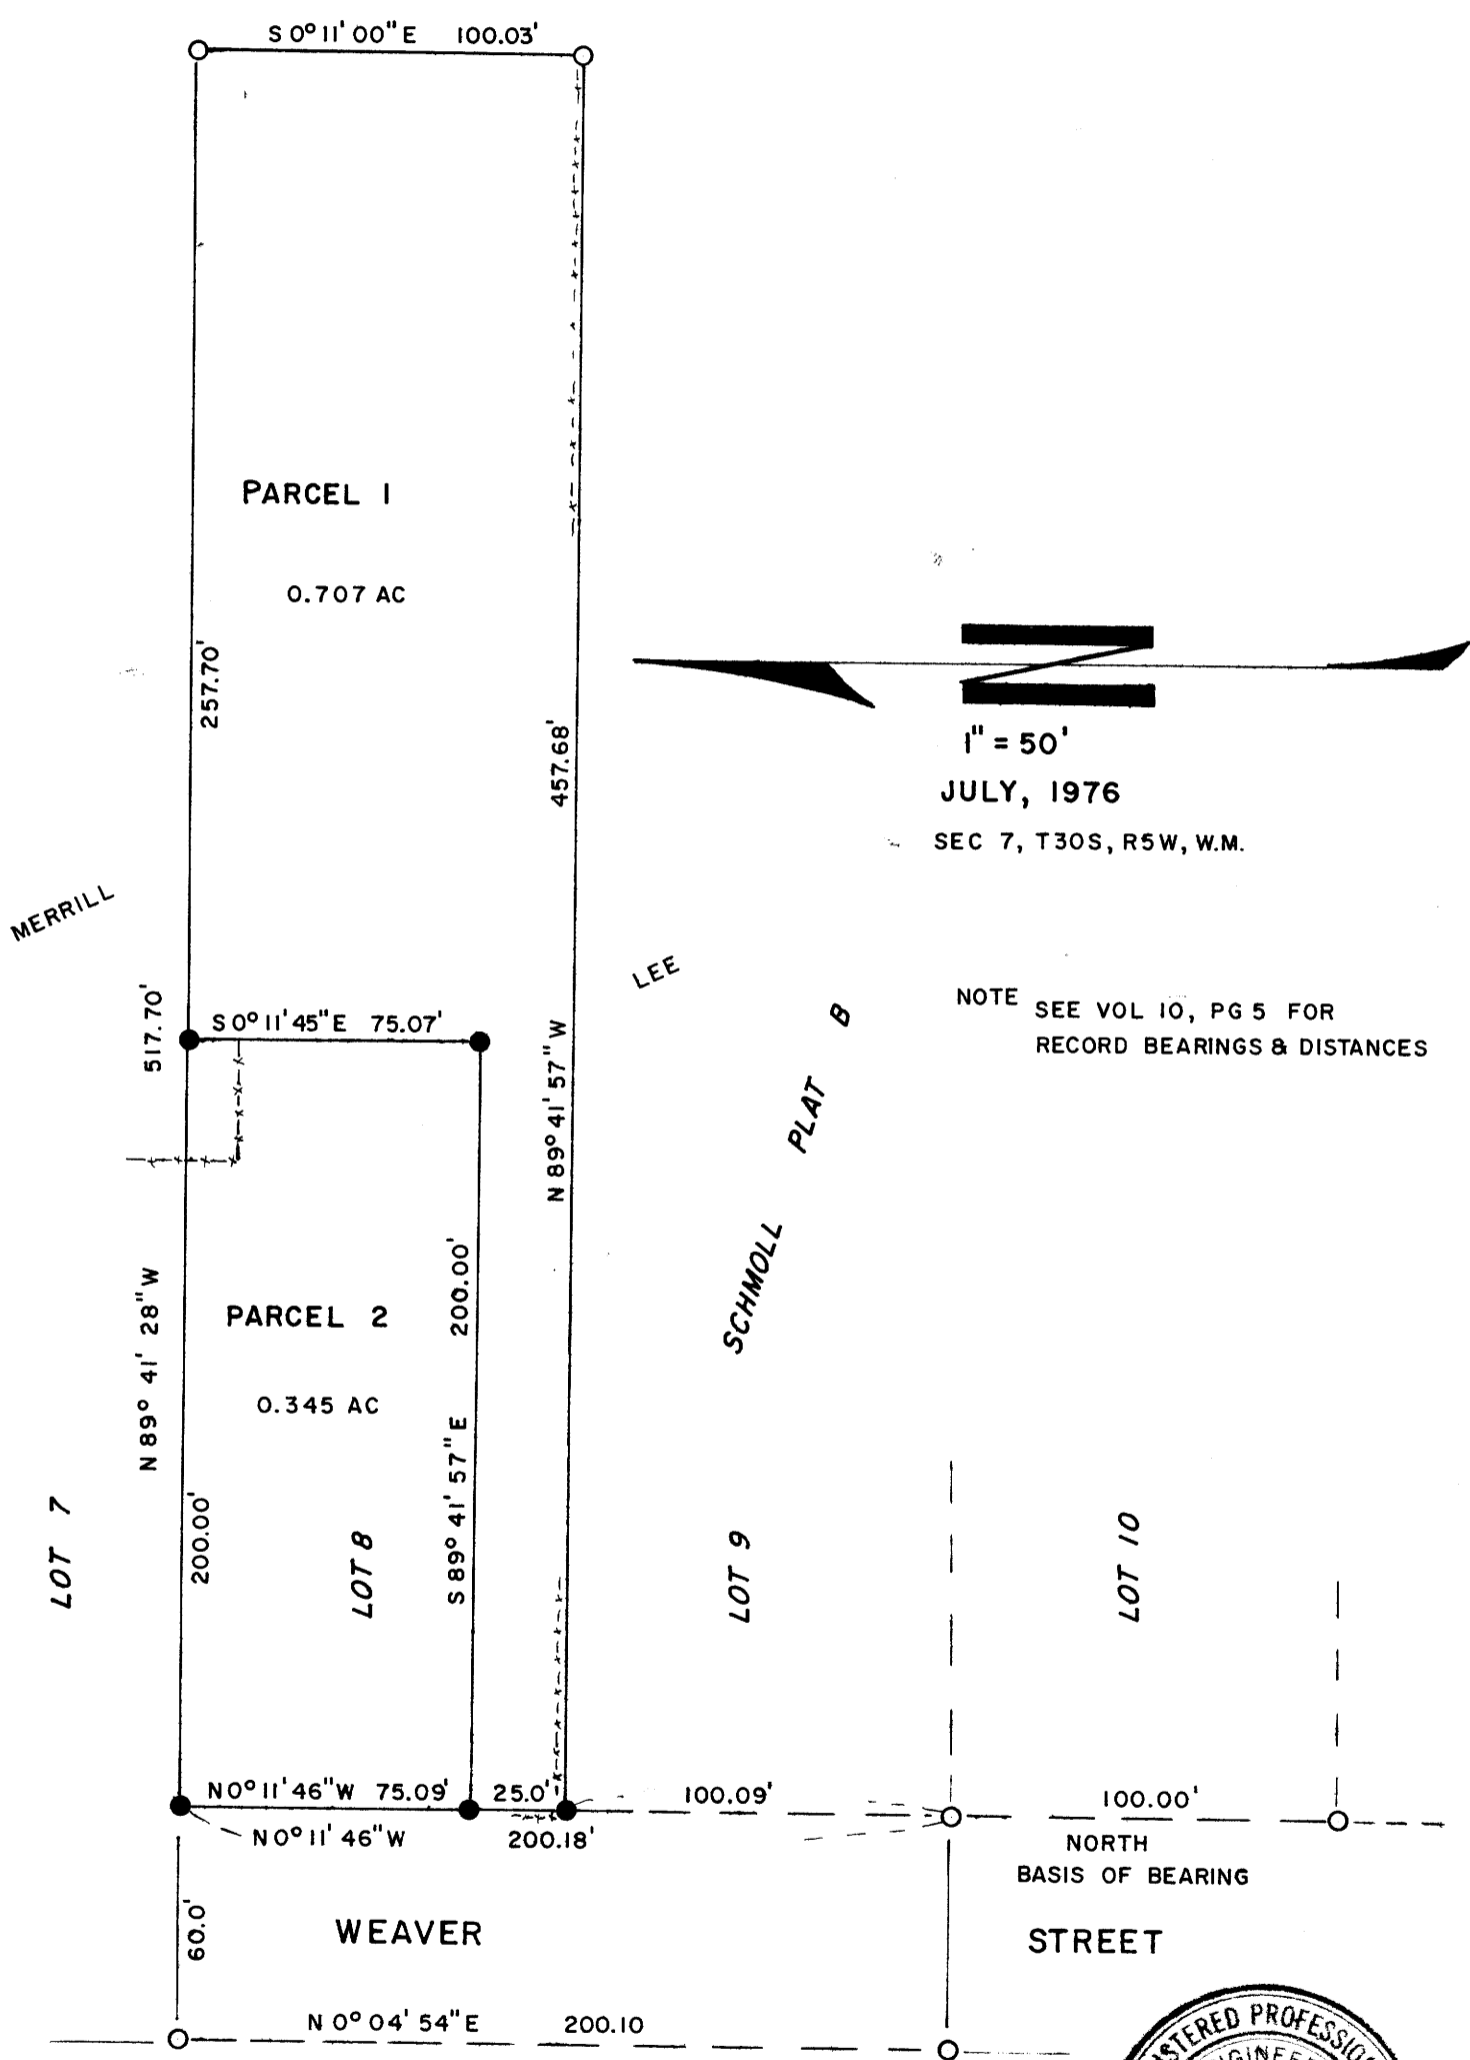 S 0° 11' 00" E 100.03'
PARCEL 1
0.707 AC
257.70'
457.68'
N
1" = 50'
JULY, 1976
SEC 7, T30S, R5W, W.M.
MERRILL
LEE
NOTE SEE VOL 10, PG 5 FOR
RECORD BEARINGS & DISTANCES
517.70'
S 0° 11' 45" E 75.07'
N 89° 41' 57" W
SCHMOLL PLAT B
N 89° 41' 28" W
PARCEL 2
200.00'
0.345 AC
S 89° 41' 57" E
200.00'
LOT 7
LOT 8
LOT 9
LOT 10
N 0° 11' 46" W 75.09'
25.0'
100.09'
100.00'
N 0° 11' 46" W
200.18'
NORTH
BASIS OF BEARING
60.0'
WEAVER STREET
N 0° 04' 54" E 200.10
STERED PROFESSIO
GINEE